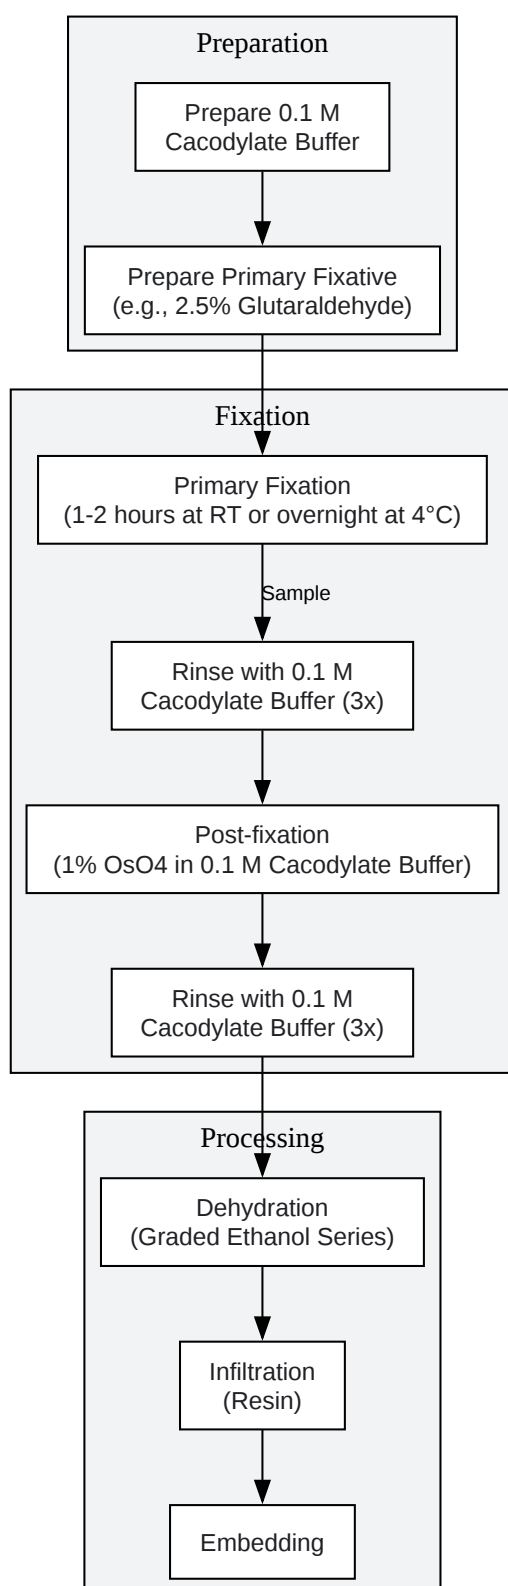 Preparation
Prepare 0.1 M
Cacodylate Buffer
Prepare Primary Fixative
(e.g., 2.5% Glutaraldehyde)
Fixation
Primary Fixation
(1-2 hours at RT or overnight at 4°C)
Sample
Rinse with 0.1 M
Cacodylate Buffer (3x)
Post-fixation
(1% OsO4 in 0.1 M Cacodylate Buffer)
Rinse with 0.1 M
Cacodylate Buffer (3x)
Processing
Dehydration
(Graded Ethanol Series)
Infiltration
(Resin)
Embedding